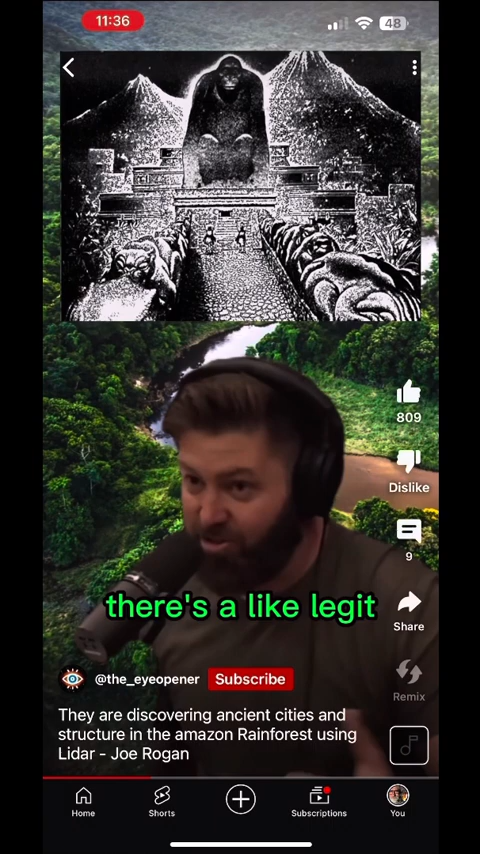 11:36
48
809
Dislike
there's a like legit
9
Share
@the_eyeopener
Subscribe
Remix
They are discovering ancient cities and
structure in the amazon Rainforest using
Lidar - Joe Rogan
Home
Shorts
Subscriptions
You